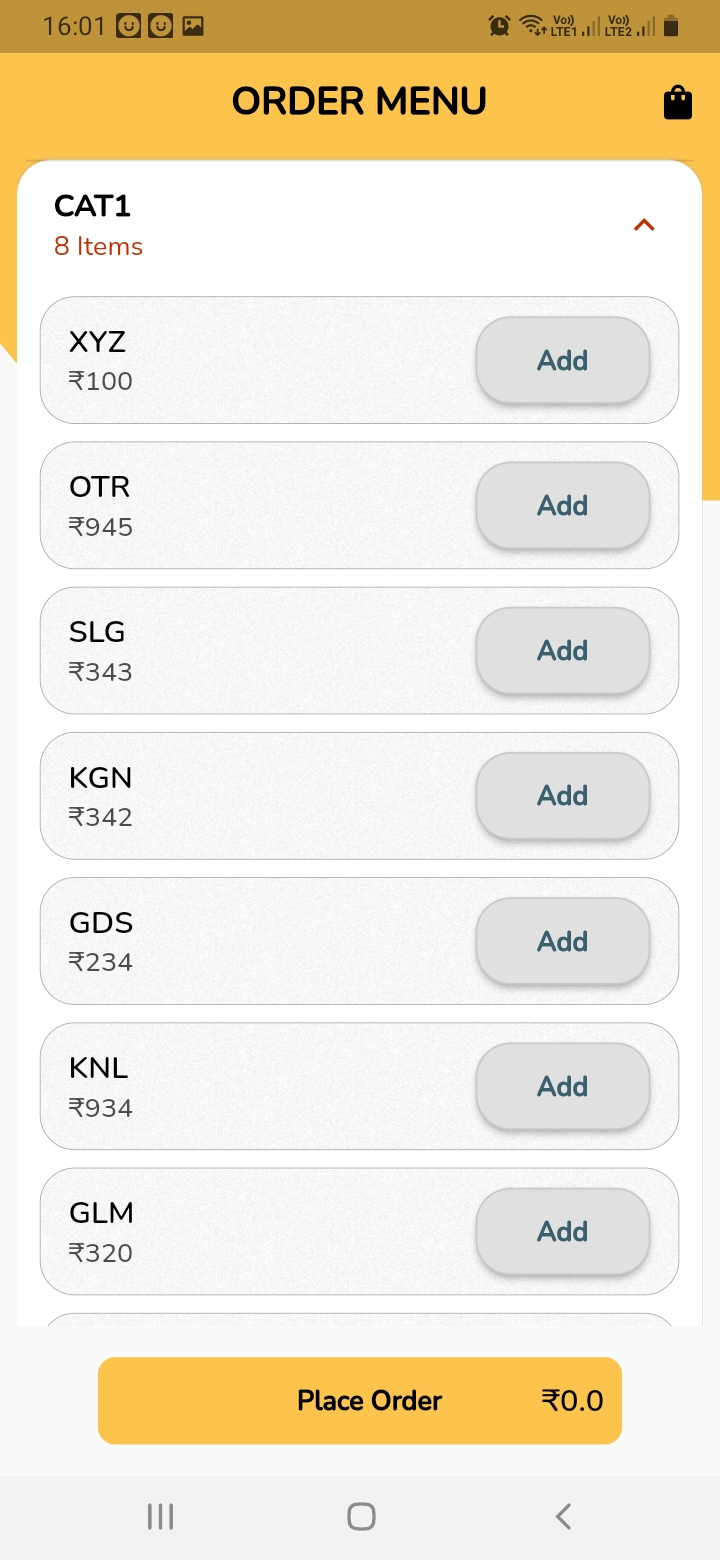 16:01
Vo)) LTE1 Vo)) LTE2
ORDER MENU
CAT1
8 Items
XYZ
₹100
Add
OTR
₹945
Add
SLG
₹343
Add
KGN
₹342
Add
GDS
₹234
Add
KNL
₹934
Add
GLM
₹320
Add
Place Order ₹0.0